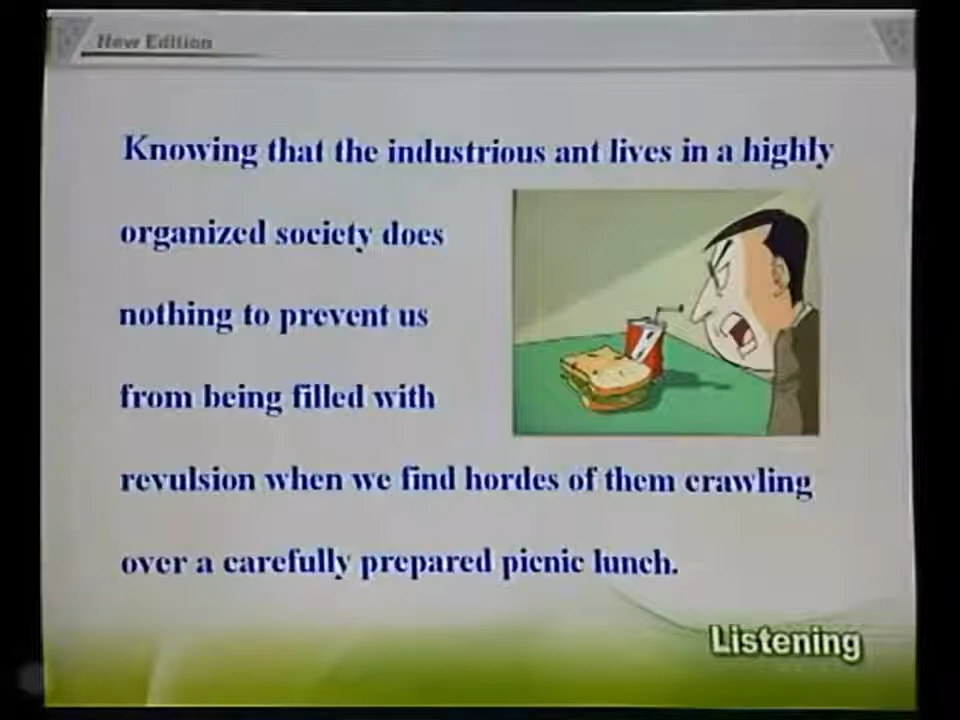 New Edition
Knowing that the industrious ant lives in a highly
organized society does
nothing to prevent us
from being filled with
revulsion when we find hordes of them crawling
over a carefully prepared picnic lunch.
Listening